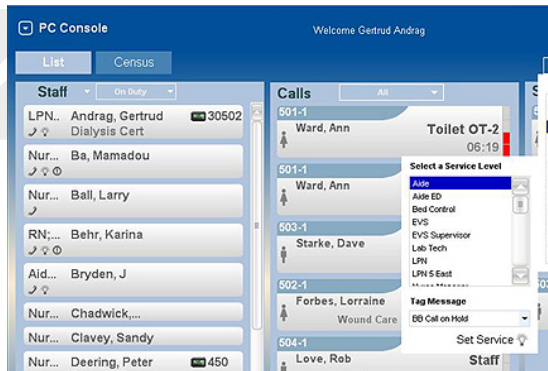 PC Console
Welcome Gertrud Andrag
List
Census
Staff
On Duty
LPN.. Andrag, Gertrud 30502
Dialysis Cert
Nur... Ba, Mamadou
Nur... Ball, Larry
RN;... Behr, Karina
Aid... Bryden, J
Nur... Chadwick,...
Nur... Clavey, Sandy
Nur... Deering, Peter 450
Calls
All
501-1
Ward, Ann Toilet OT-2
06:19
501-1
Ward, Ann
503-1
Starke, Dave
502-1
Forbes, Lorraine
Wound Care
504-1
Love, Rob Staff
Select a Service Level
Aide
Aide ED
Bed Control
EVS
EVS Supervisor
Lab Tech
LPN
LPN 5 East
Nurse Manager
Tag Message
BB Call on Hold
Set Service
S
503